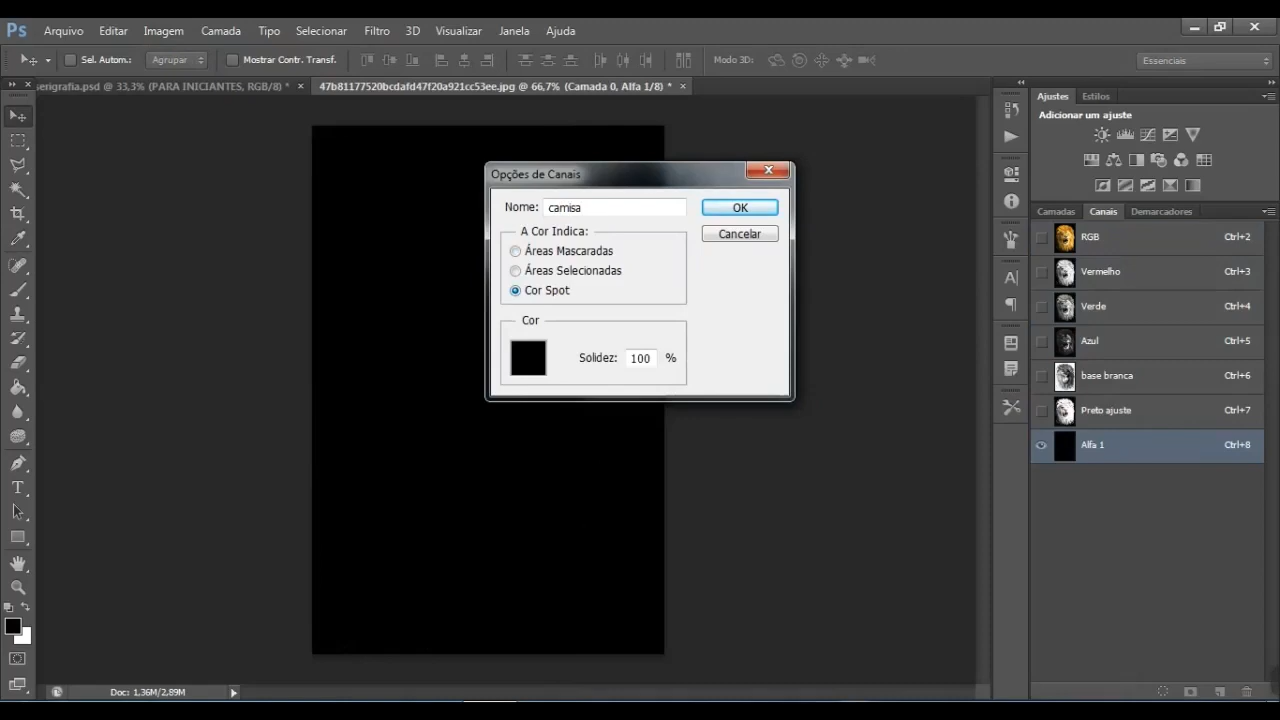 Ps Arquivo Editar Imagem Camada Tipo Selecionar Filtro 3D Visualizar Janela Ajuda
Sel. Autom.: Agrupar Mostrar Contr. Transf. Modo 3D: Essenciais
serigrafia.psd @ 33,3% (PARA INICIANTES, RGB/8) * × 47b81177520bcdafd47f20a921cc53ee.jpg @ 66,7% (Camada 0, Alfa 1/8) * ×
Ajustes Estilos
Adicionar um ajuste
Opções de Canais
Nome: camisa OK
A Cor Indica: Cancelar
Áreas Mascaradas
Áreas Selecionadas
Cor Spot
Cor
Solidez: 100 %
Camadas Canais Demarcadores
RGB Ctrl+2
Vermelho Ctrl+3
Verde Ctrl+4
Azul Ctrl+5
base branca Ctrl+6
Preto ajuste Ctrl+7
Alfa 1 Ctrl+8
Doc: 1,36M/2,89M